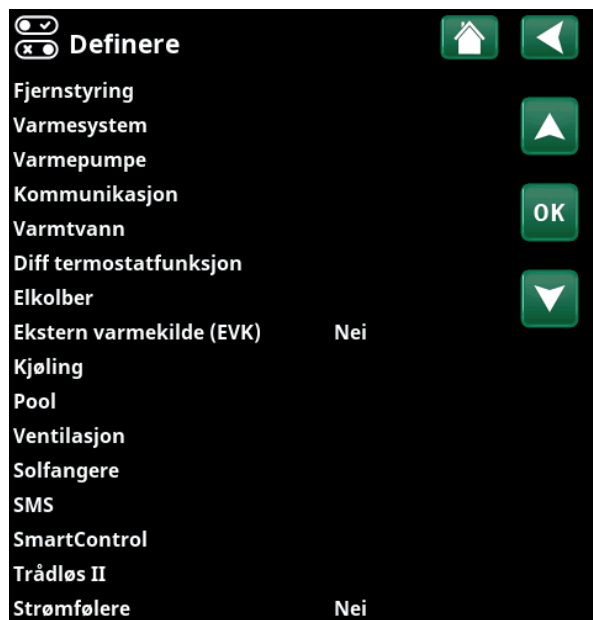 Definere
Fjernstyring
Varmesystem
Varmepumpe
Kommunikasjon
OK
Varmtvann
Diff termostatfunksjon
Elkolber
Ekstern varmekilde (EVK) Nei
Kjøling
Pool
Ventilasjon
Solfangere
SMS
SmartControl
Trådløs II
Strømfølere Nei